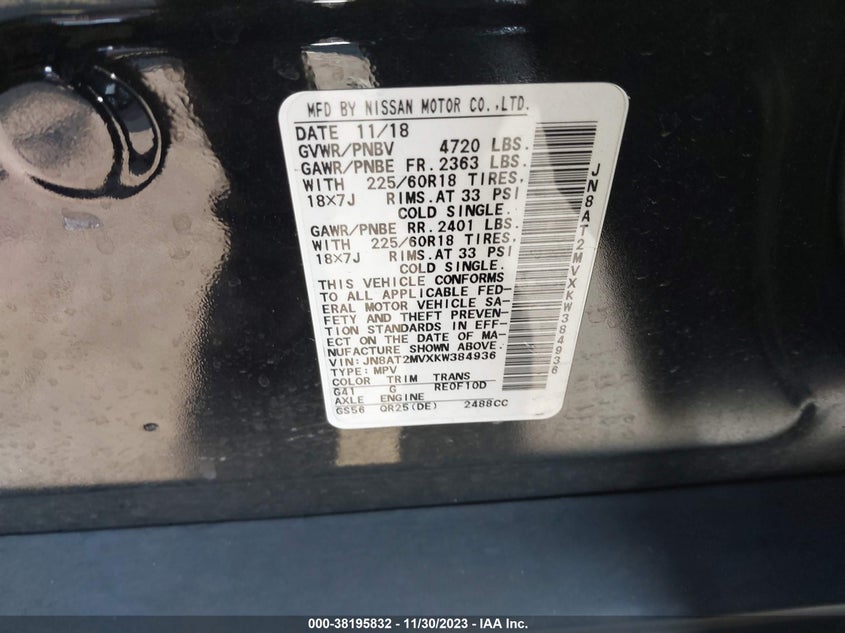 MFD BY NISSAN MOTOR CO.,LTD.
DATE 11/18
GVWR/PNBV 4720 LBS.
GAWR/PNBE FR. 2363 LBS.
WITH 225/60R18 TIRES,
18×7J RIMS.AT 33 PSI
COLD SINGLE.
GAWR/PNBE RR. 2401 LBS.
WITH 225/60R18 TIRES,
18×7J RIMS.AT 33 PSI
COLD SINGLE.
THIS VEHICLE CONFORMS
TO ALL APPLICABLE FED-
ERAL MOTOR VEHICLE SA-
FETY AND THEFT PREVEN-
TION STANDARDS IN EFF-
ECT ON THE DATE OF MA-
NUFACTURE SHOWN ABOVE.
VIN: JN8AT2MVXKW384936
TYPE: MPV
COLOR TRIM TRANS
G41 G RE0F10D
AXLE ENGINE
GS56 QR25(DE) 2488CC
JN8AT2MVXKW384936
000-38195832 - 11/30/2023 - IAA Inc.